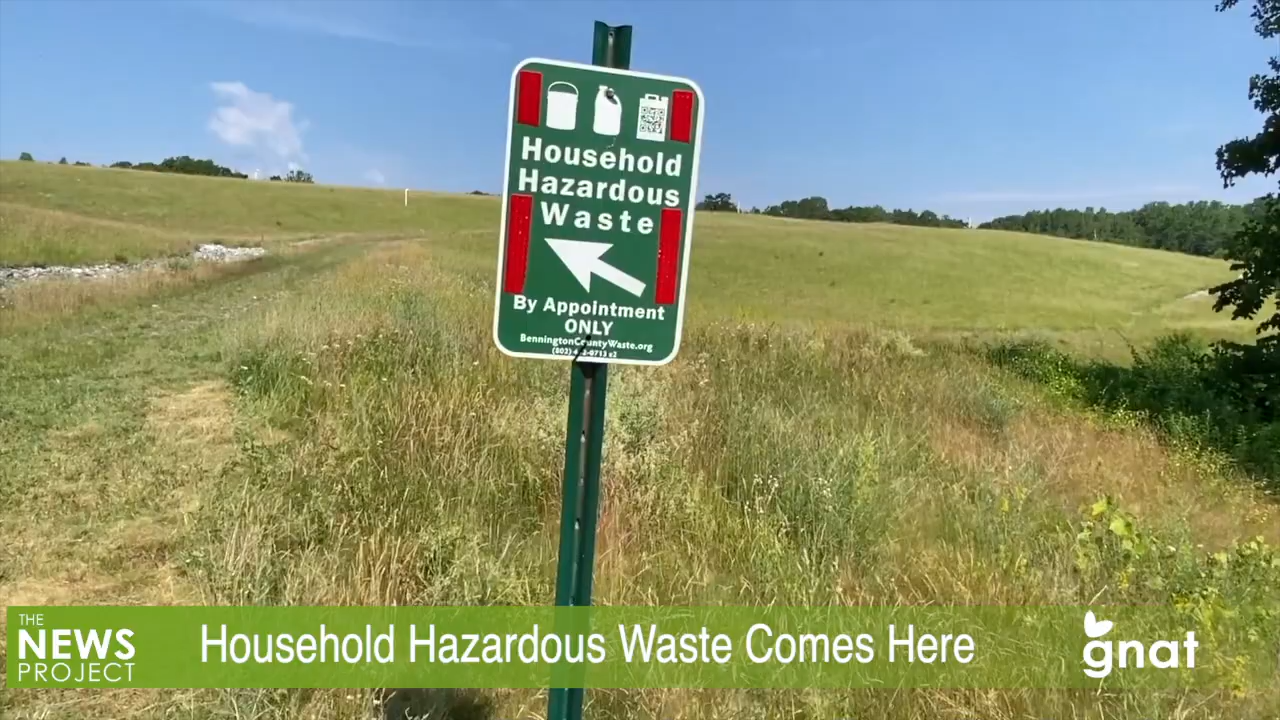 Household
Hazardous
Waste
By Appointment
ONLY
BenningtonCountyWaste.org
THE
NEWS
PROJECT
Household Hazardous Waste Comes Here
gnat